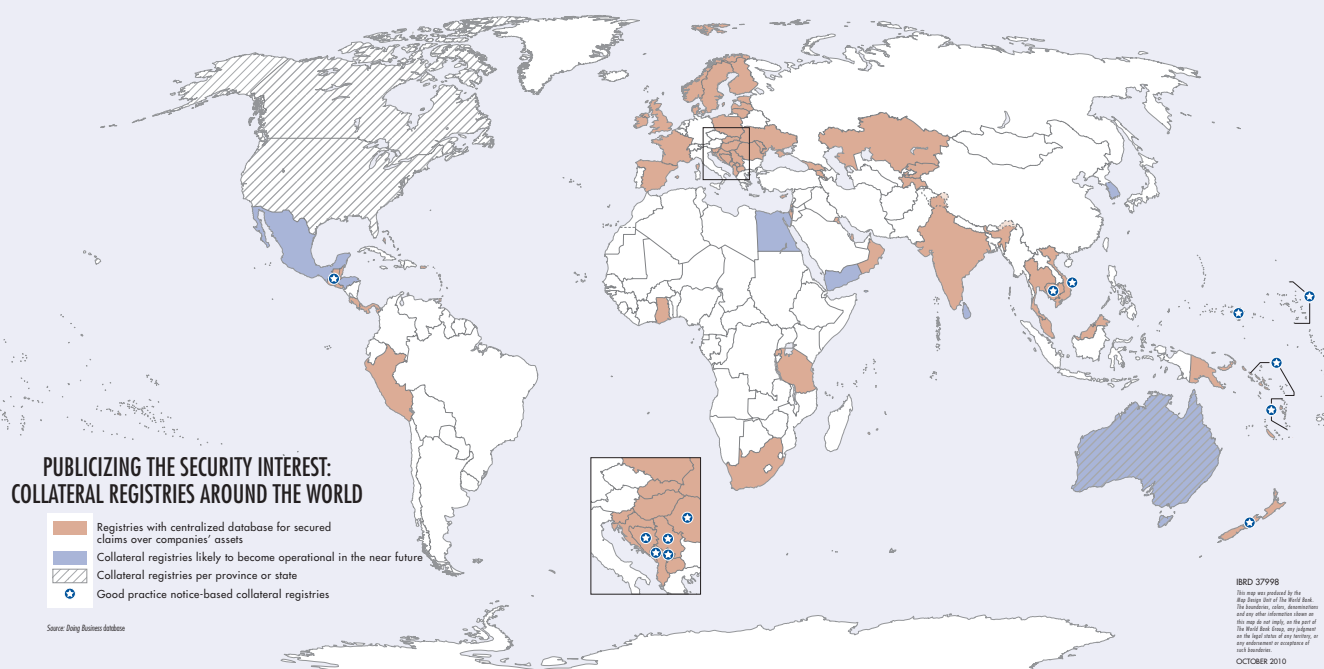 PUBLICIZING THE SECURITY INTEREST:
COLLATERAL REGISTRIES AROUND THE WORLD
Registries with centralized database for secured
claims over companies' assets
Collateral registries likely to become operational in the near future
Collateral registries per province or state
Good practice notice-based collateral registries
Source: Doing Business database
IBRD 37998
This map was produced by the
Map Design Unit of The World Bank.
The boundaries, colors, denominations
and any other information shown on
this map do not imply, on the part of
The World Bank Group, any judgment
on the legal status of any territory, or
any endorsement or acceptance of
such boundaries.
OCTOBER 2010